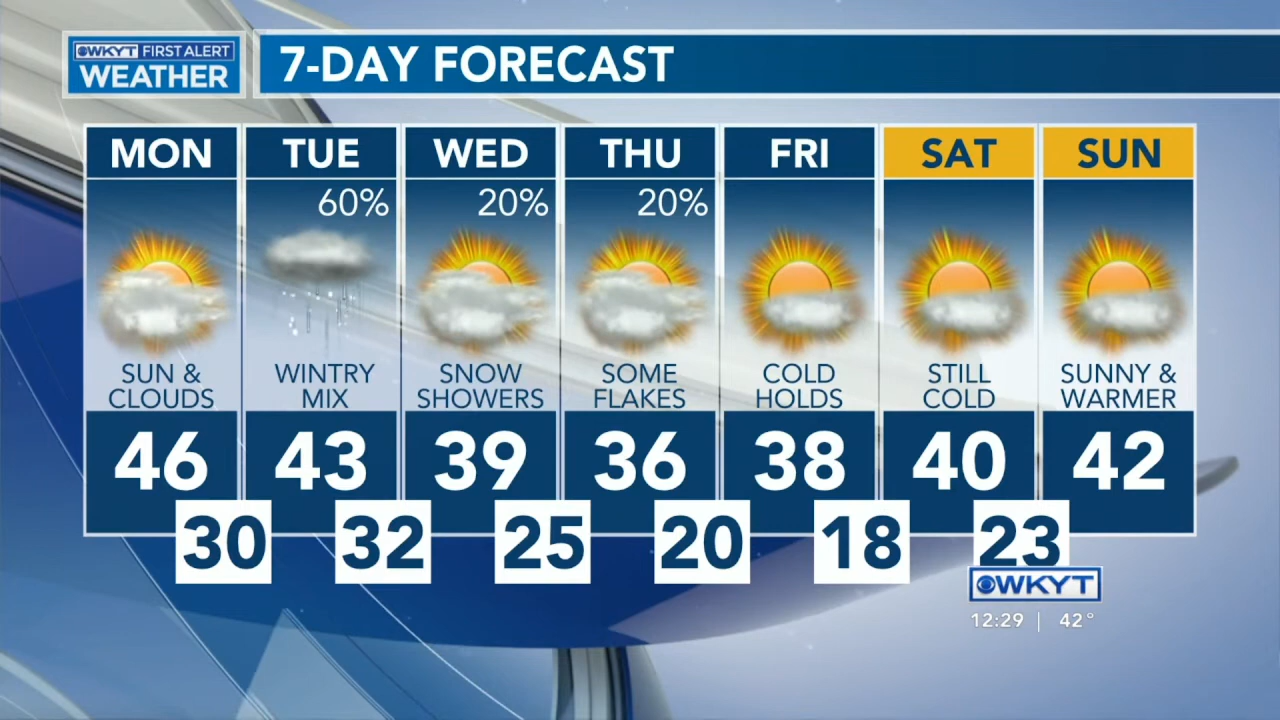 WKYT FIRST ALERT
WEATHER
7-DAY FORECAST
MON TUE WED THU FRI SAT SUN
60% 20% 20%
SUN & CLOUDS
WINTRY MIX
SNOW SHOWERS
SOME FLAKES
COLD HOLDS
STILL COLD
SUNNY & WARMER
46 43 39 36 38 40 42
30 32 25 20 18 23
WKYT
12:29 | 42°